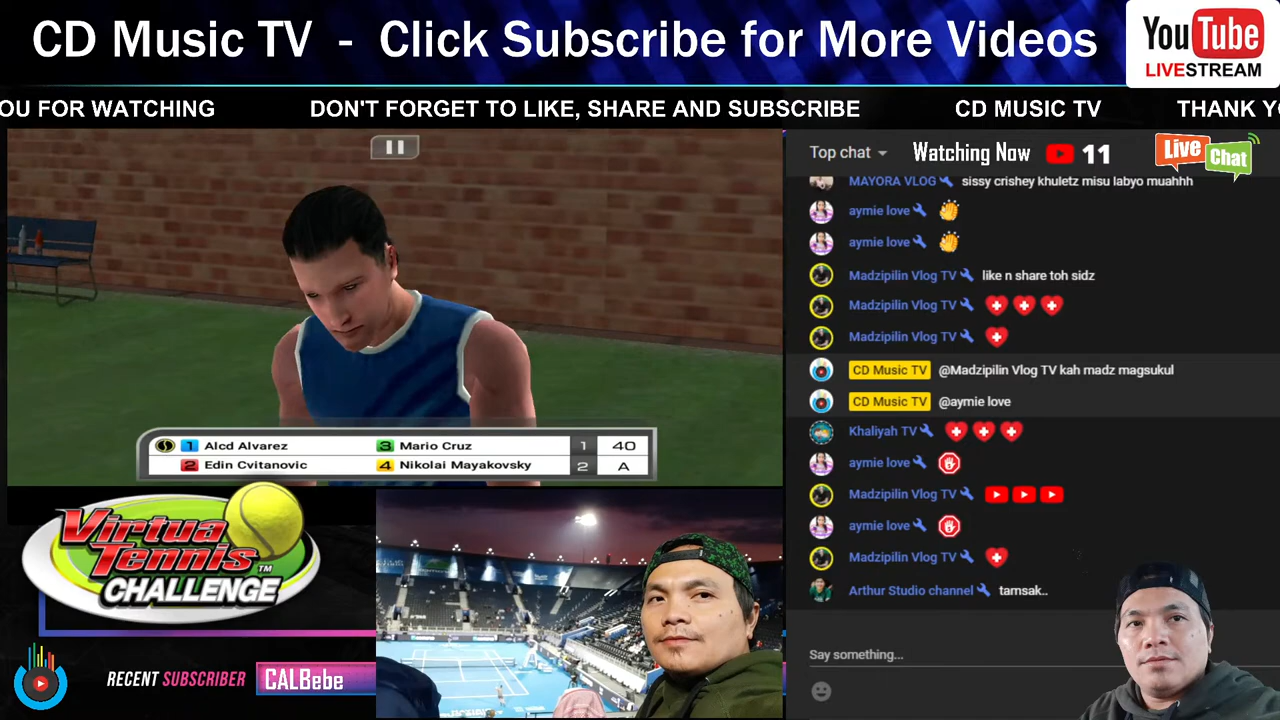 CD Music TV - Click Subscribe for More Videos
YouTube
LIVESTREAM
OU FOR WATCHING DON'T FORGET TO LIKE, SHARE AND SUBSCRIBE CD MUSIC TV THANK Y
Top chat Watching Now 11 Live Chat
MAYORA VLOG sissy crishey khuletz misu labyo muahhh
aymie love
aymie love
Madzipilin Vlog TV like n share toh sidz
Madzipilin Vlog TV
Madzipilin Vlog TV
CD Music TV @Madzipilin Vlog TV kah madz magsukul
CD Music TV @aymie love
Khaliyah TV
aymie love
Madzipilin Vlog TV
aymie love
Madzipilin Vlog TV
Arthur Studio channel tamsak..
Say something...
1 Alcd Alvarez 3 Mario Cruz 1 40
2 Edin Cvitanovic 4 Nikolai Mayakovsky 2 A
Virtua
Tennis™
CHALLENGE
RECENT SUBSCRIBER CALBebe